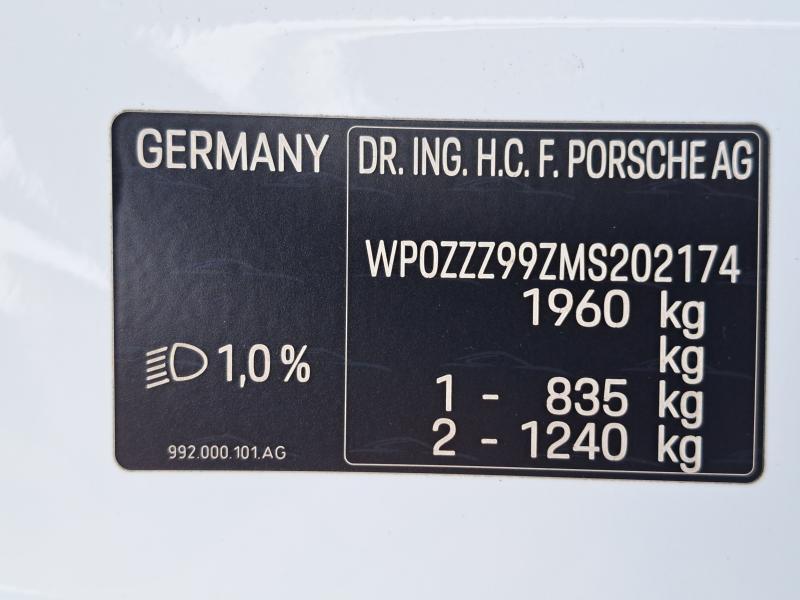 GERMANY
1,0 %
992.000.101.AG
DR. ING. H.C. F. PORSCHE AG
WP0ZZZ99ZMS202174
1960 kg
kg
1 - 835 kg
2 - 1240 kg